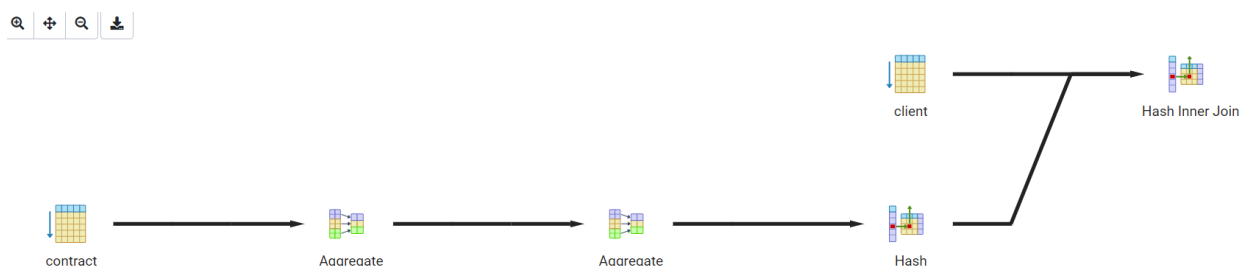 client
Hash Inner Join
contract
Aggregate
Aggregate
Hash